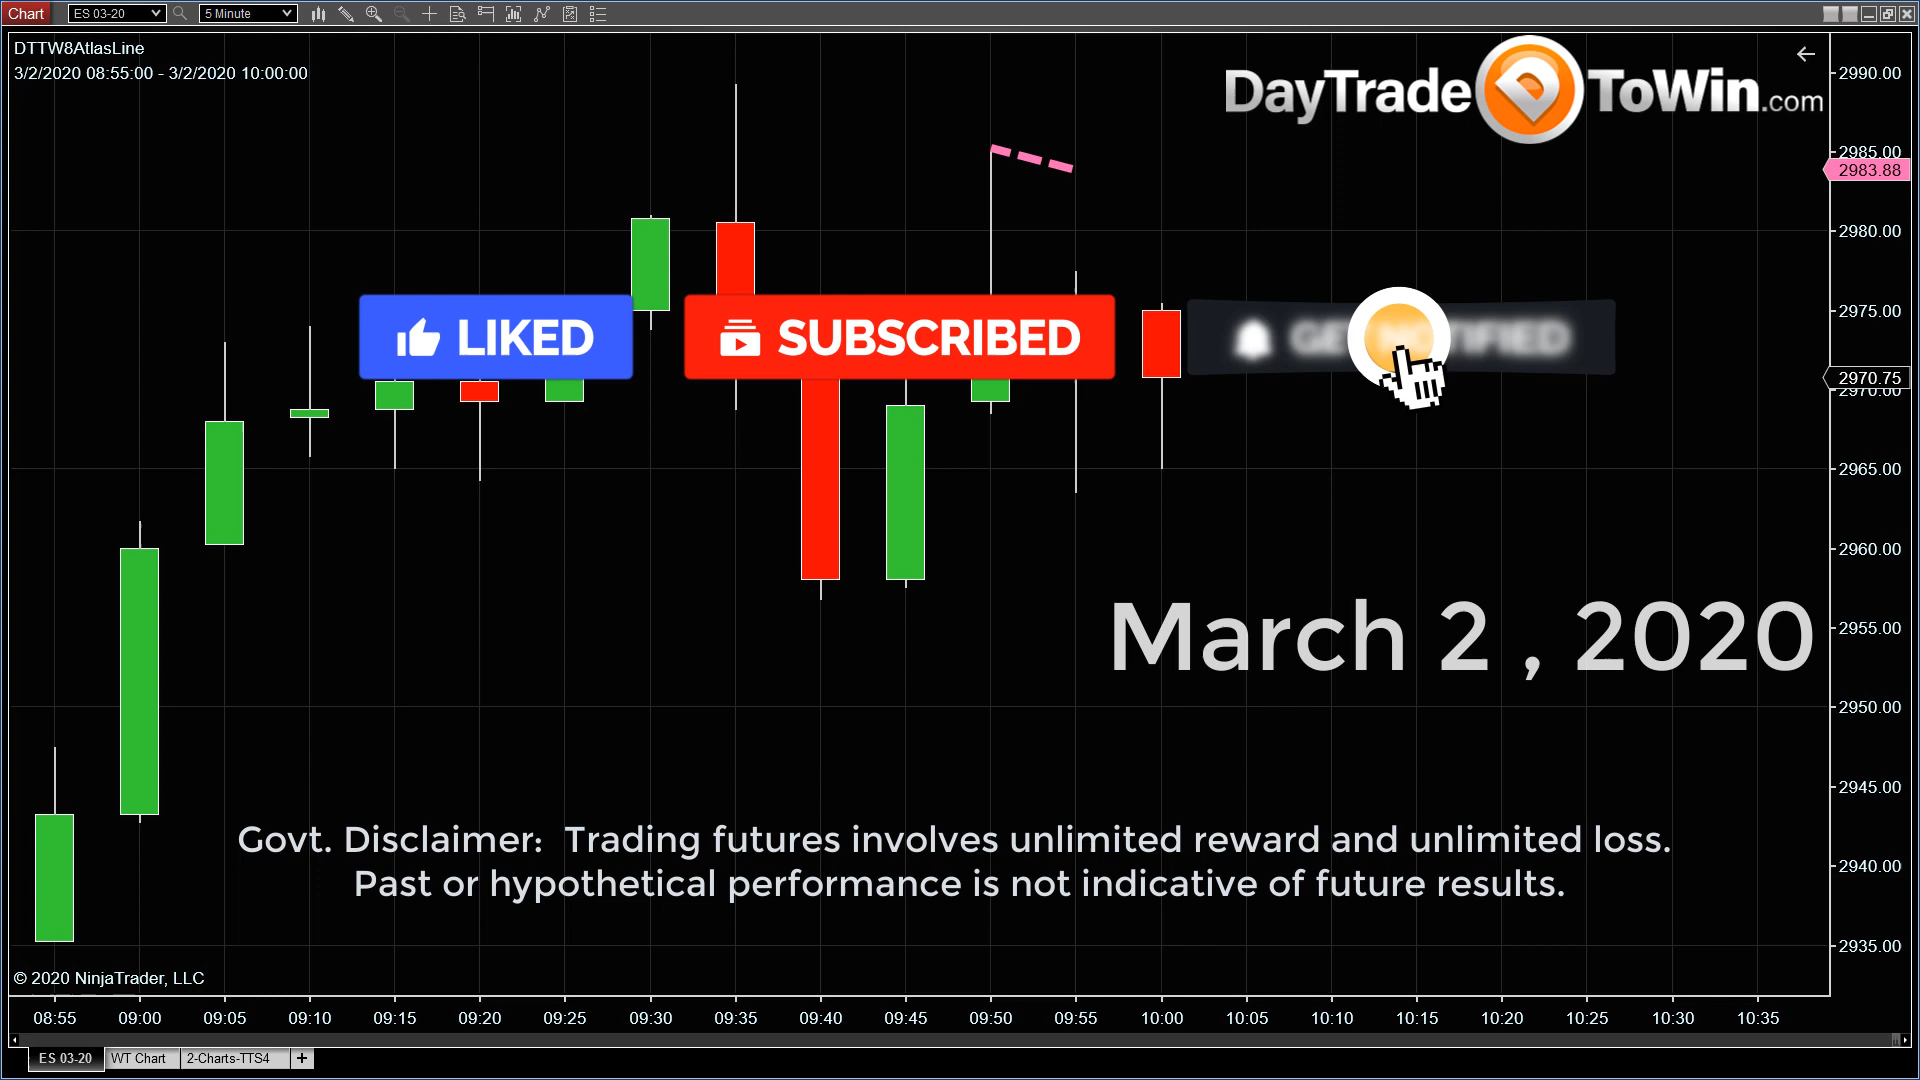 Chart ES 03-20 5 Minute
DTTW8AtlasLine
3/2/2020 08:55:00 - 3/2/2020 10:00:00
DayTradeToWin.com
2990.00
2985.00
2983.88
2980.00
2975.00
2970.75
2970.00
2965.00
2960.00
2955.00
2950.00
2945.00
2940.00
2935.00
LIKED
SUBSCRIBED
GET NOTIFIED
March 2 , 2020
Govt. Disclaimer: Trading futures involves unlimited reward and unlimited loss.
Past or hypothetical performance is not indicative of future results.
© 2020 NinjaTrader, LLC
08:55 09:00 09:05 09:10 09:15 09:20 09:25 09:30 09:35 09:40 09:45 09:50 09:55 10:00 10:05 10:10 10:15 10:20 10:25 10:30 10:35
ES 03-20 WT Chart 2-Charts-TTS4 +